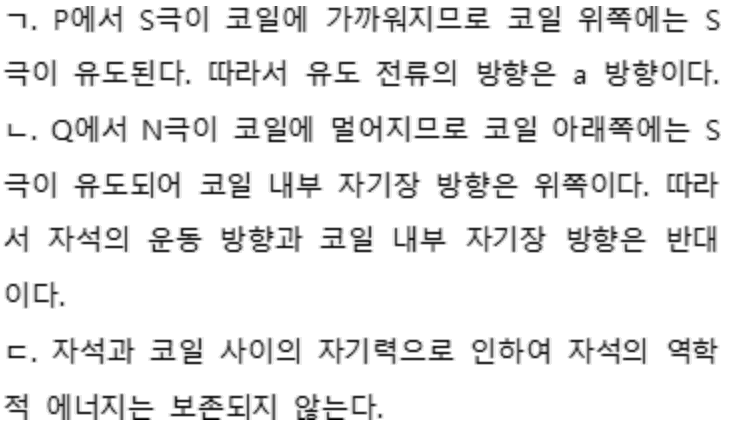 ㄱ. P에서 S극이 코일에 가까워지므로 코일 위쪽에는 S
극이 유도된다. 따라서 유도 전류의 방향은 a 방향이다.
ㄴ. Q에서 N극이 코일에 멀어지므로 코일 아래쪽에는 S
극이 유도되어 코일 내부 자기장 방향은 위쪽이다. 따라
서 자석의 운동 방향과 코일 내부 자기장 방향은 반대
이다.
ㄷ. 자석과 코일 사이의 자기력으로 인하여 자석의 역학
적 에너지는 보존되지 않는다.